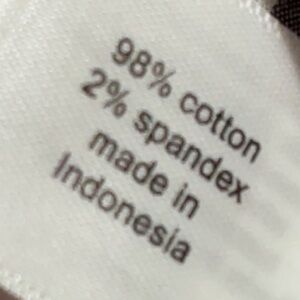 98% cotton
2% spandex
made in
Indonesia